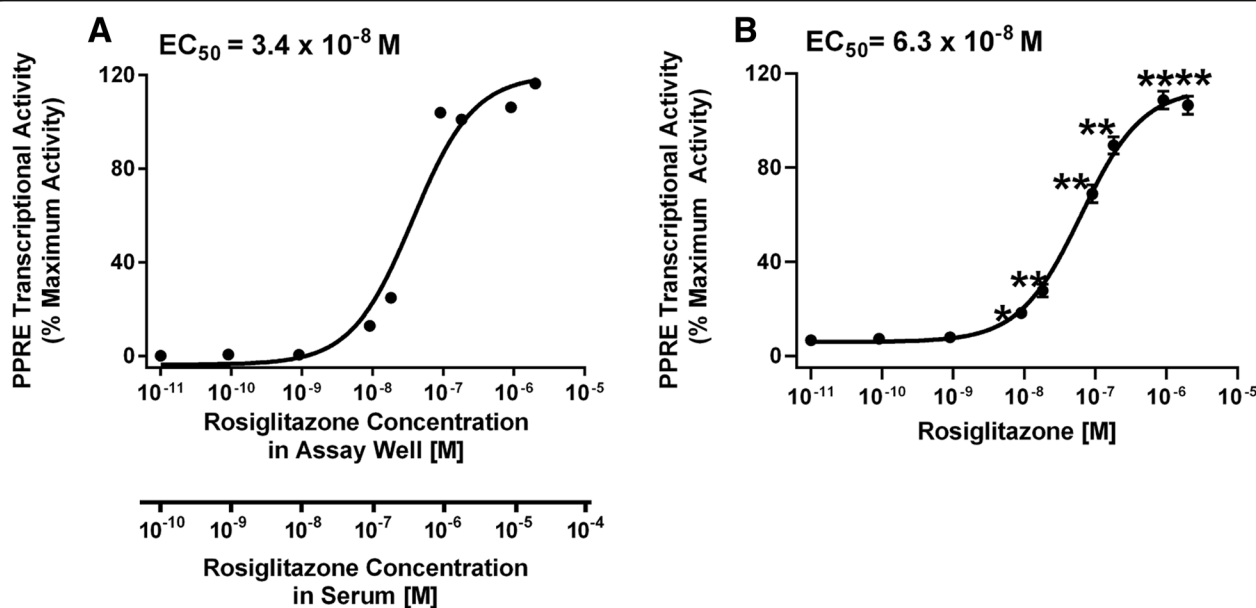 A
EC50 = 3.4 x 10-8 M
PPRE Transcriptional Activity
(% Maximum Activity)
120
80
40
0
10-11 10-10 10-9 10-8 10-7 10-6 10-5
Rosiglitazone Concentration
in Assay Well [M]
10-10 10-9 10-8 10-7 10-6 10-5 10-4
Rosiglitazone Concentration
in Serum [M]
B
EC50= 6.3 x 10-8 M
PPRE Transcriptional Activity
(% Maximum Activity)
120
80
40
0
*
**
**
**
****
10-11 10-10 10-9 10-8 10-7 10-6 10-5
Rosiglitazone [M]